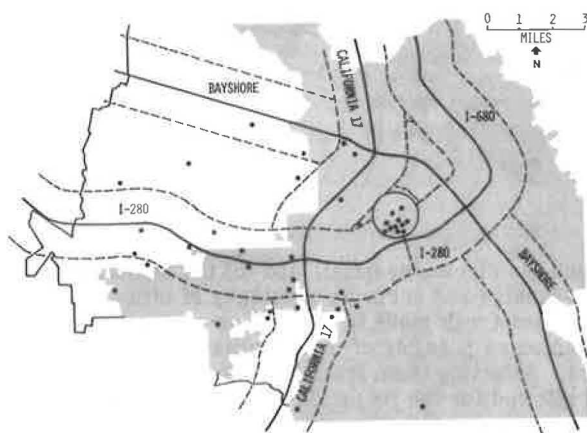 0 1 2 3
MILES
N
CALIFORNIA 17
BAYSHORE
I-680
I-280
I-280
BAYSHORE
CALIFORNIA 17